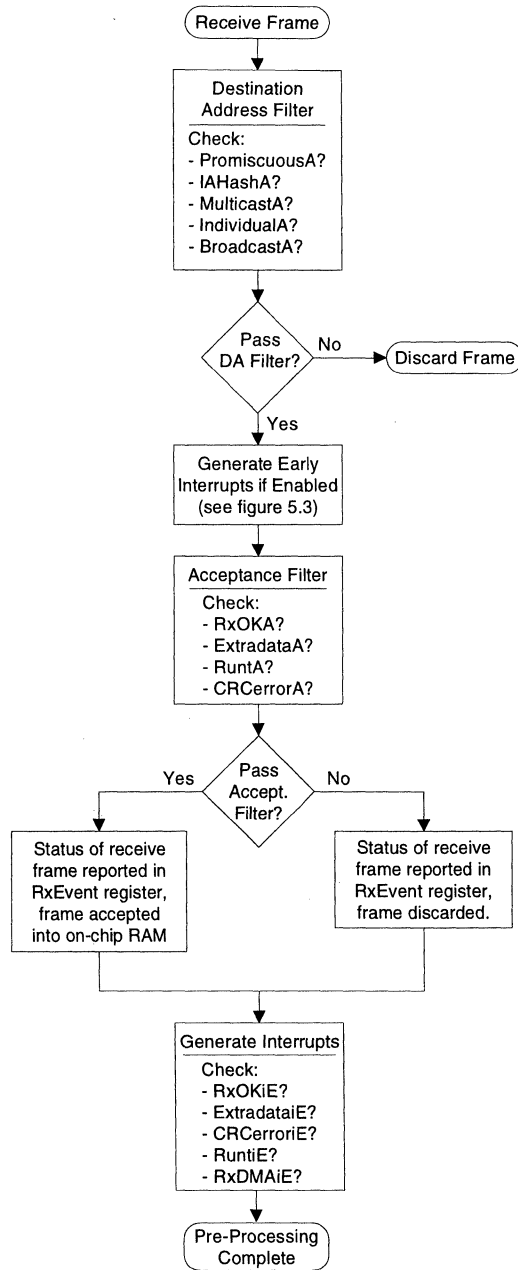 Receive Frame
Destination
Address Filter
Check:
- PromiscuousA?
- IAHashA?
- MulticastA?
- IndividualA?
- BroadcastA?
Pass
DA Filter?
No
Discard Frame
Yes
Generate Early
Interrupts if Enabled
(see figure 5.3)
Acceptance Filter
Check:
- RxOKA?
- ExtradataA?
- RuntA?
- CRCerrorA?
Yes
Pass
Accept.
Filter?
No
Status of receive
frame reported in
RxEvent register,
frame accepted
into on-chip RAM
Status of receive
frame reported in
RxEvent register,
frame discarded.
Generate Interrupts
Check:
- RxOKiE?
- ExtradataiE?
- CRCerroriE?
- RuntiE?
- RxDMAiE?
Pre-Processing
Complete